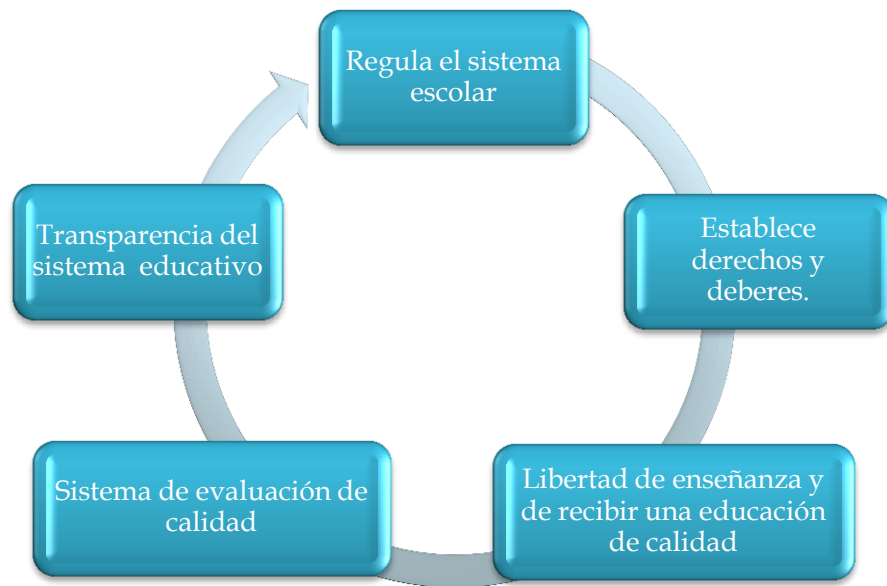 Regula el sistema
escolar
Establece
derechos y
deberes.
Libertad de enseñanza y
de recibir una educación
de calidad
Sistema de evaluación de
calidad
Transparencia del
sistema educativo